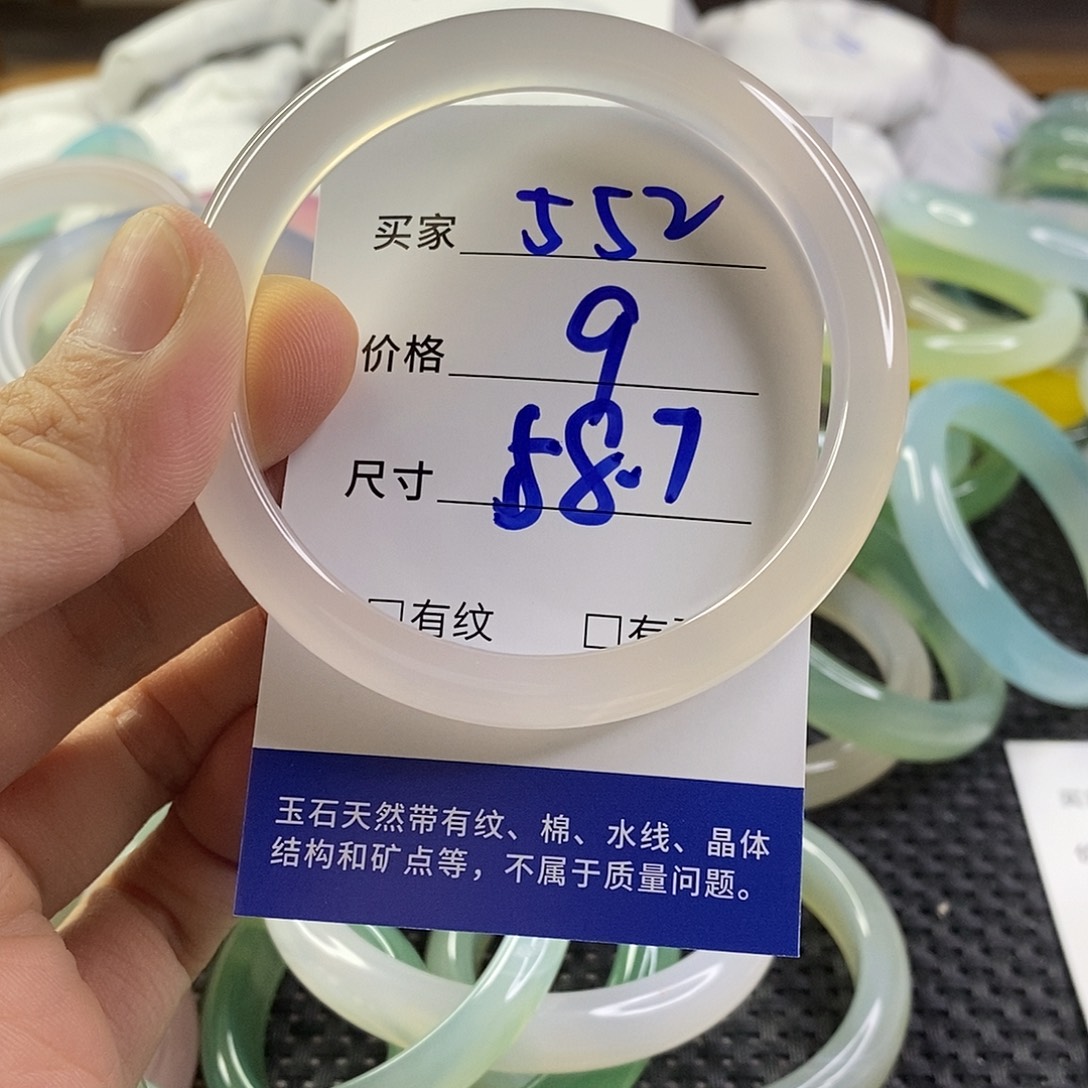 买家 552
价格 9
尺寸 58.7
□有纹 □有
玉石天然带有纹、棉、水线、晶体
结构和矿点等，不属于质量问题。